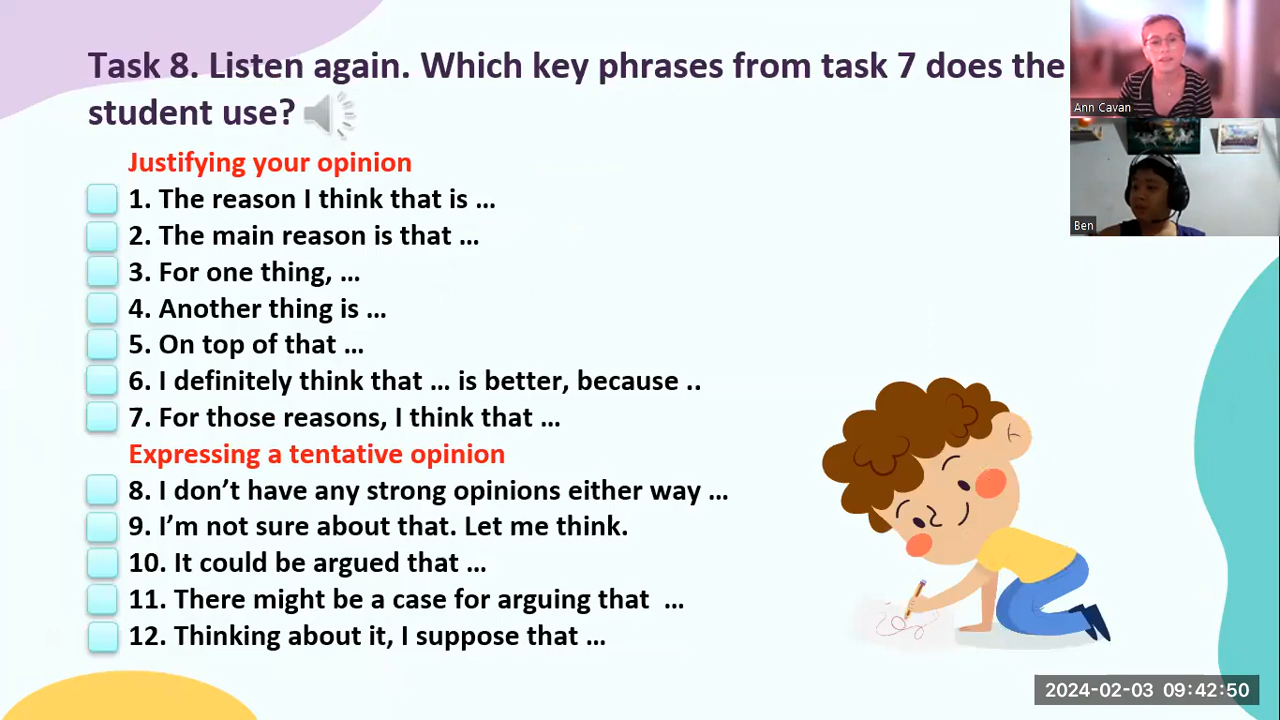 Task 8. Listen again. Which key phrases from task 7 does the
student use?
Ann Cavan
Justifying your opinion
1. The reason I think that is ...
2. The main reason is that ...
Ben
3. For one thing, ...
4. Another thing is ...
5. On top of that ...
6. I definitely think that ... is better, because ..
7. For those reasons, I think that ...
Expressing a tentative opinion
8. I don’t have any strong opinions either way ...
9. I’m not sure about that. Let me think.
10. It could be argued that ...
11. There might be a case for arguing that ...
12. Thinking about it, I suppose that ...
2024-02-03 09:42:50